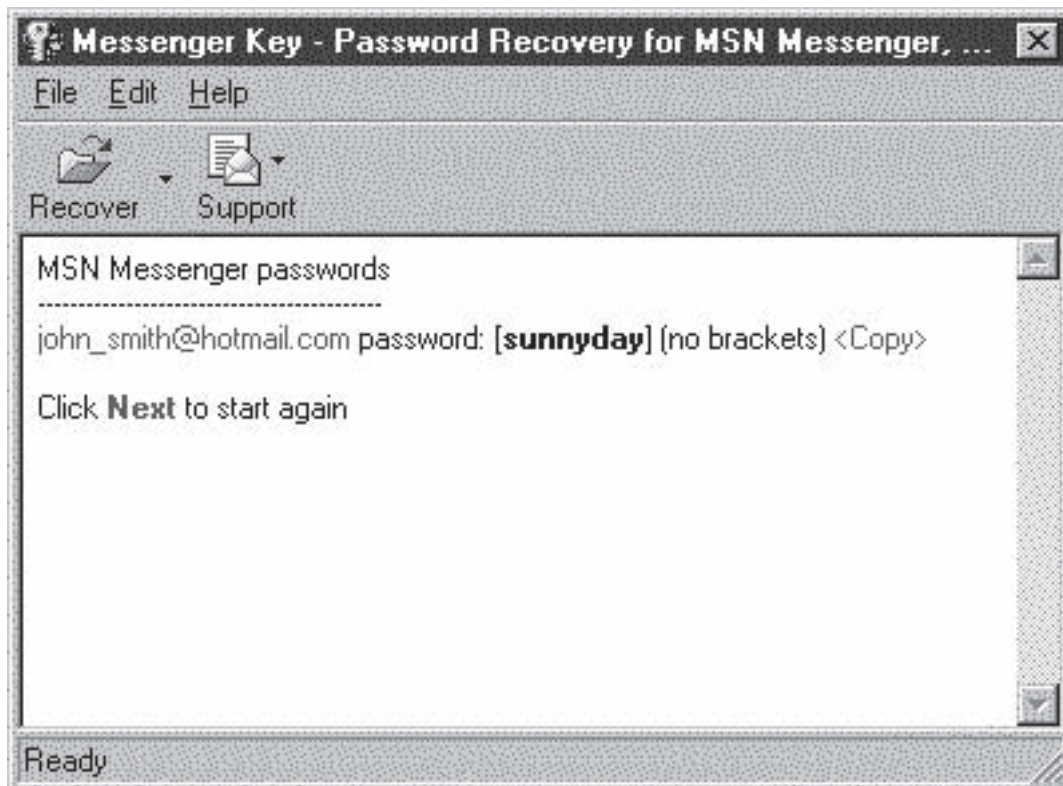 Messenger Key - Password Recovery for MSN Messenger, ...
File Edit Help
Recover Support
MSN Messenger passwords
-------------------------------------------
john_smith@hotmail.com password: [sunnyday] (no brackets) <Copy>
Click Next to start again
Ready